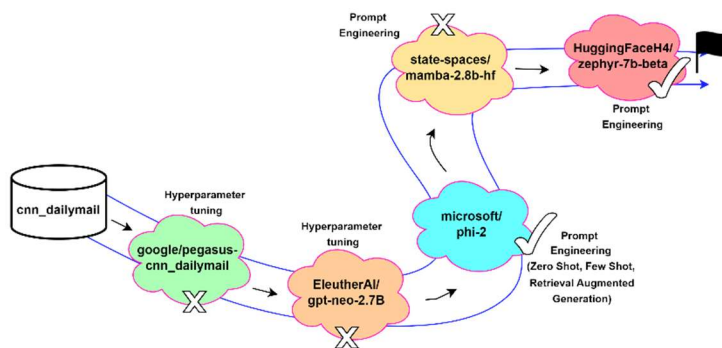 Prompt
Engineering
state-spaces/
mamba-2.8b-hf
HuggingFaceH4/
zephyr-7b-beta
Prompt
Engineering
cnn_dailymail
Hyperparameter
tuning
google/pegasus-
cnn_dailymail
Hyperparameter
tuning
EleutherAI/
gpt-neo-2.7B
microsoft/
phi-2
Prompt
Engineering
(Zero Shot, Few Shot,
Retrieval Augmented
Generation)